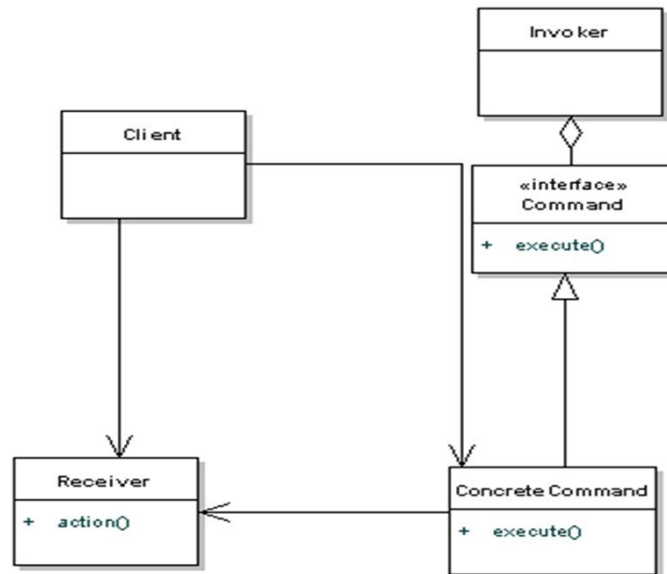 Invoker
Client
«interface»
Command
+ execute()
Receiver
+ action()
Concrete Command
+ execute()